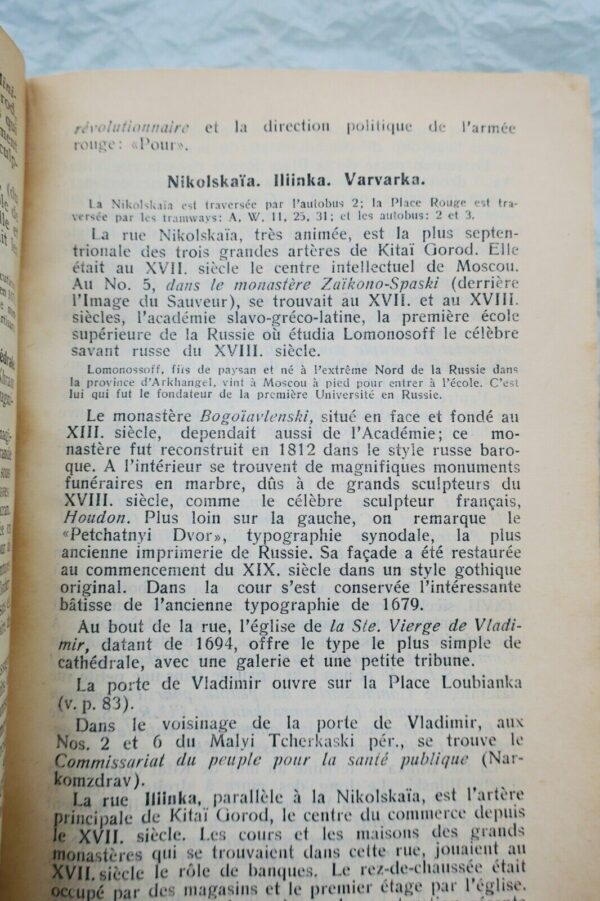 révolutionnaire et la direction politique de l'armée
rouge: «Pour».
Nikolskaïa. Iliinka. Varvarka.
La Nikolskaïa est traversée par l'autobus 2; la Place Rouge est tra-
versée par les tramways: A, W, 11, 25, 31; et les autobus: 2 et 3.
La rue Nikolskaïa, très animée, est la plus septen-
trionale des trois grandes artères de Kitaï Gorod. Elle
était au XVII. siècle le centre intellectuel de Moscou.
Au No. 5, dans le monastère Zaïkono-Spaski (derrière
l'Image du Sauveur), se trouvait au XVII. et au XVIII.
siècles, l'académie slavo-gréco-latine, la première école
supérieure de la Russie où étudia Lomonosoff le célèbre
savant russe du XVIII. siècle.
Lomonossoff, fils de paysan et né à l'extrême Nord de la Russie dans
la province d'Arkhangel, vint à Moscou à pied pour entrer à l'école. C'est
lui qui fut le fondateur de la première Université en Russie.
Le monastère Bogoïavlenski, situé en face et fondé au
XIII. siècle, dépendait aussi de l'Académie; ce mo-
nastère fut reconstruit en 1812 dans le style russe baro-
que. A l'intérieur se trouvent de magnifiques monuments
funéraires en marbre, dûs à de grands sculpteurs du
XVIII. siècle, comme le célèbre sculpteur français,
Houdon. Plus loin sur la gauche, on remarque le
«Petchatnyi Dvor», typographie synodale, la plus
ancienne imprimerie de Russie. Sa façade a été restaurée
au commencement du XIX. siècle dans un style gothique
original. Dans la cour s'est conservée l'intéressante
bâtisse de l'ancienne typographie de 1679.
Au bout de la rue, l'église de la Ste. Vierge de Vladi-
mir, datant de 1694, offre le type le plus simple de
cathédrale, avec une galerie et une petite tribune.
La porte de Vladimir ouvre sur la Place Loubianka
(v. p. 83).
Dans le voisinage de la porte de Vladimir, aux
Nos. 2 et 6 du Malyi Tcherkaski pér., se trouve le
Commissariat du peuple pour la santé publique (Nar-
komzdrav).
La rue Iliinka, parallèle à la Nikolskaïa, est l'artère
principale de Kitaï Gorod, le centre du commerce depuis
le XVII. siècle. Les cours et les maisons des grands
monastères qui se trouvaient dans cette rue, jouaient au
XVII. siècle le rôle de banques. Le rez-de-chaussée était
occupé par des magasins et le premier étage par l'église.